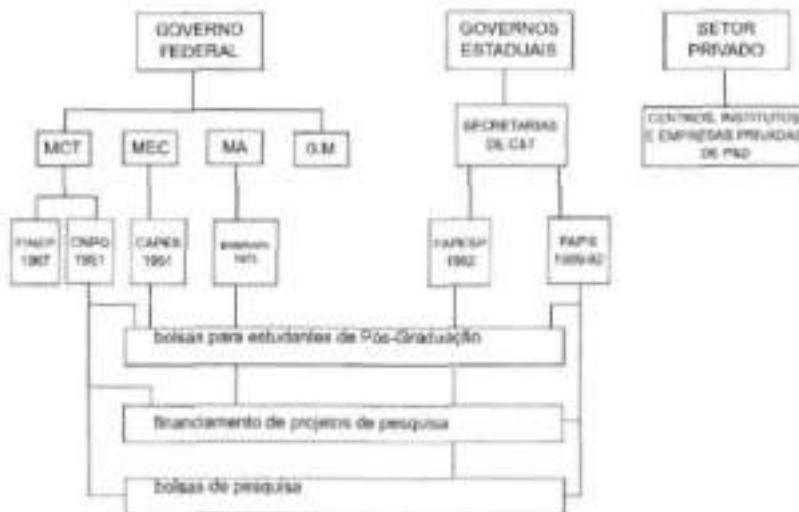 GOVERNO
FEDERAL
GOVERNOS
ESTADUAIS
SETOR
PRIVADO
MCT
MEC
MA
O.M
SECRETARIAS
DE C&T
CENTROS, INSTITUTOS
E EMPRESAS PRIVADAS
DE P&D
FINEP
1967
CNPQ
1951
CAPES
1951
EMBRAPA
1973
FAPESP
1962
FAPS
1989-92
bolsas para estudantes de Pós-Graduação
financiamento de projetos de pesquisa
bolsas de pesquisa